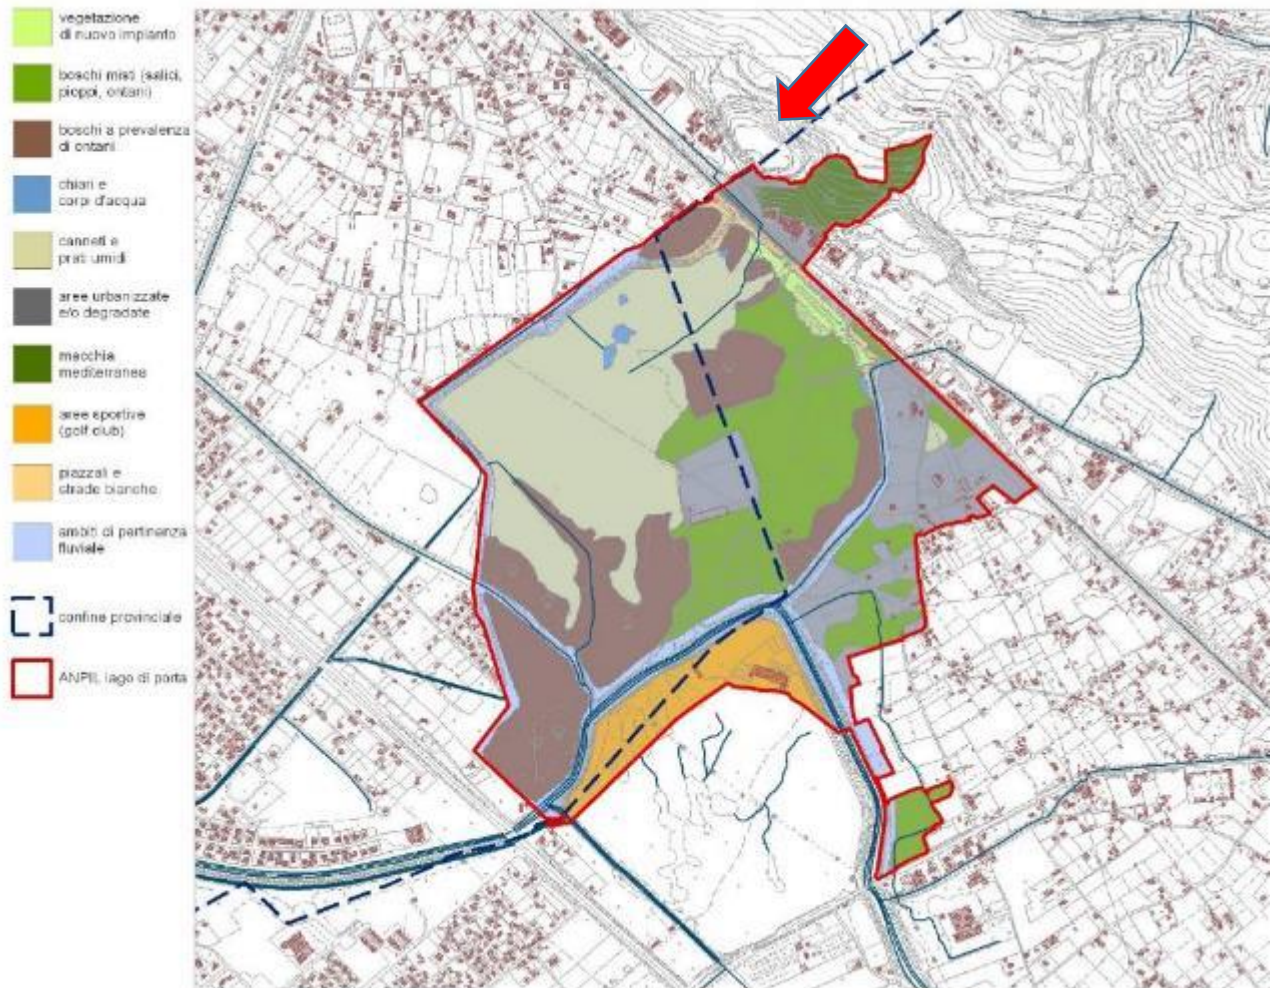 vegetazione
di nuovo impianto
boschi misti (salici,
pioppi, ontani)
boschi a prevalenza
di ontani
chiari e
corpi d'acqua
canneti e
prati umidi
aree urbanizzate
e/o degradate
macchia
mediterranea
aree sportive
(golf club)
piazzali e
strade bianche
ambiti di pertinenza
fluviale
confine provinciale
ANPIL lago di porta